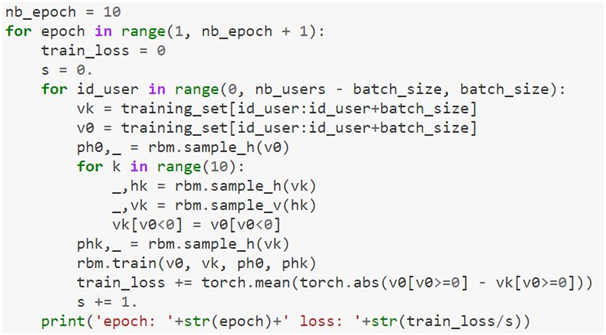 nb_epoch = 10
for epoch in range(1, nb_epoch + 1):
    train_loss = 0
    s = 0.
    for id_user in range(0, nb_users - batch_size, batch_size):
        vk = training_set[id_user:id_user+batch_size]
        v0 = training_set[id_user:id_user+batch_size]
        ph0,_ = rbm.sample_h(v0)
        for k in range(10):
            _,hk = rbm.sample_h(vk)
            _,vk = rbm.sample_v(hk)
            vk[v0<0] = v0[v0<0]
        phk,_ = rbm.sample_h(vk)
        rbm.train(v0, vk, ph0, phk)
        train_loss += torch.mean(torch.abs(v0[v0>=0] - vk[v0>=0]))
        s += 1.
    print('epoch: '+str(epoch)+' loss: '+str(train_loss/s))